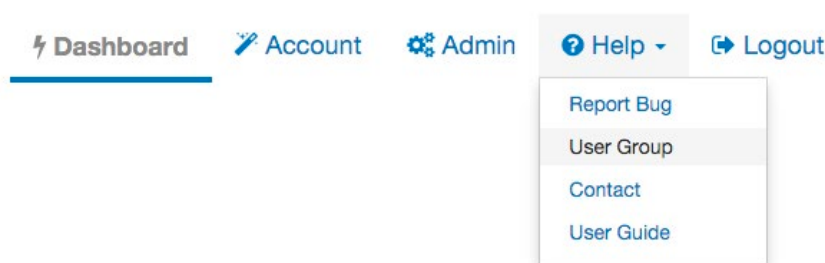 Dashboard Account Admin Help Logout
Report Bug
User Group
Contact
User Guide